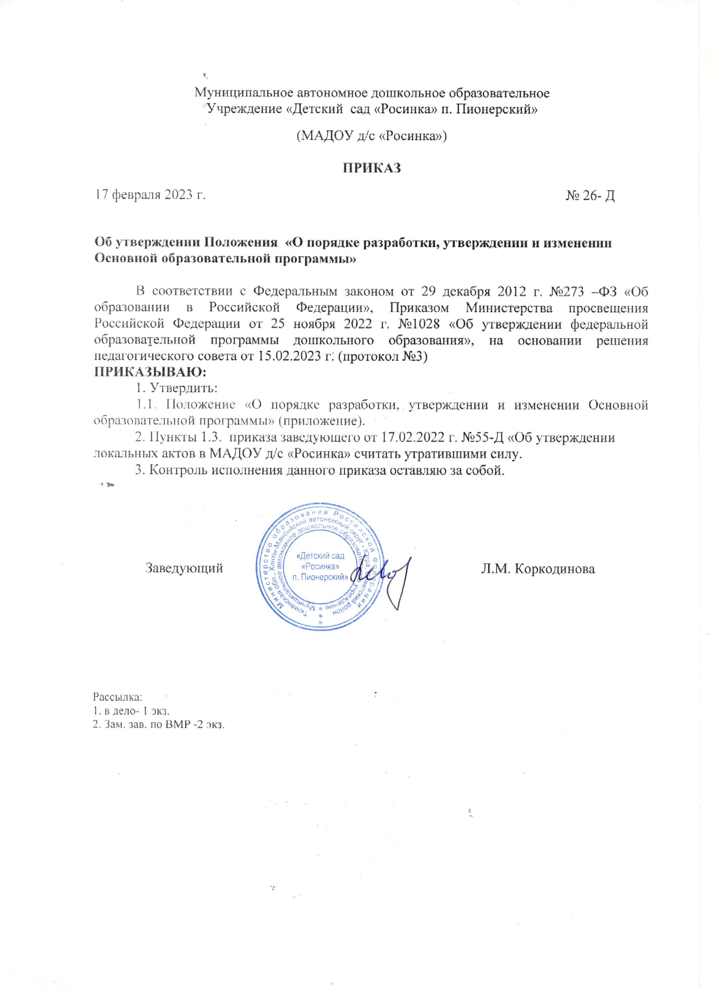 Муниципальное автономное дошкольное образовательное
Учреждение «Детский сад «Росинка» п. Пионерский»
(МАДОУ д/с «Росинка»)
ПРИКАЗ
17 февраля 2023 г. № 26- Д
Об утверждении Положения «О порядке разработки, утверждении и изменении
Основной образовательной программы»
В соответствии с Федеральным законом от 29 декабря 2012 г. №273 –ФЗ «Об
образовании в Российской Федерации», Приказом Министерства просвещения
Российской Федерации от 25 ноября 2022 г. №1028 «Об утверждении федеральной
образовательной программы дошкольного образования», на основании решения
педагогического совета от 15.02.2023 г. (протокол №3)
ПРИКАЗЫВАЮ:
1. Утвердить:
1.1. Положение «О порядке разработки, утверждении и изменении Основной
образовательной программы» (приложение).
2. Пункты 1.3. приказа заведующего от 17.02.2022 г. №55-Д «Об утверждении
локальных актов в МАДОУ д/с «Росинка» считать утратившими силу.
3. Контроль исполнения данного приказа оставляю за собой.
Министерство образования Российской Федерации
Тюменская обл., Ханты-Мансийский автономный округ - Югра, Советский район
Муниципальное автономное дошкольное образовательное учреждение
«Детский сад
«Росинка»
п. Пионерский»
Заведующий Л.М. Коркодинова
Рассылка:
1. в дело- 1 экз.
2. Зам. зав. по ВМР -2 экз.